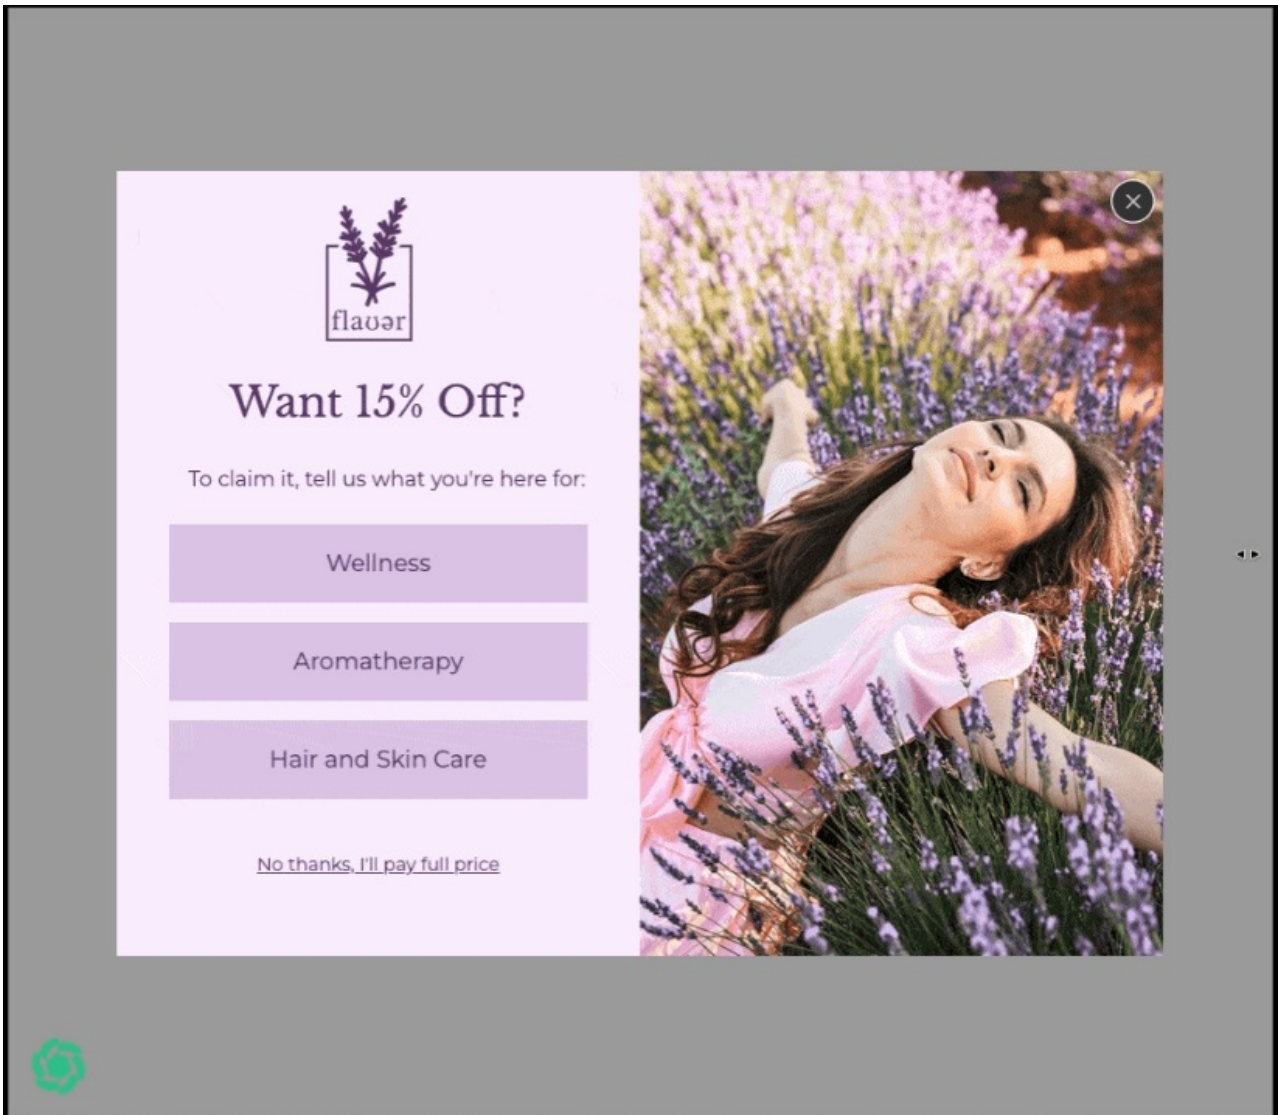 flaʊər
Want 15% Off?
To claim it, tell us what you're here for:
Wellness
Aromatherapy
Hair and Skin Care
No thanks, I'll pay full price